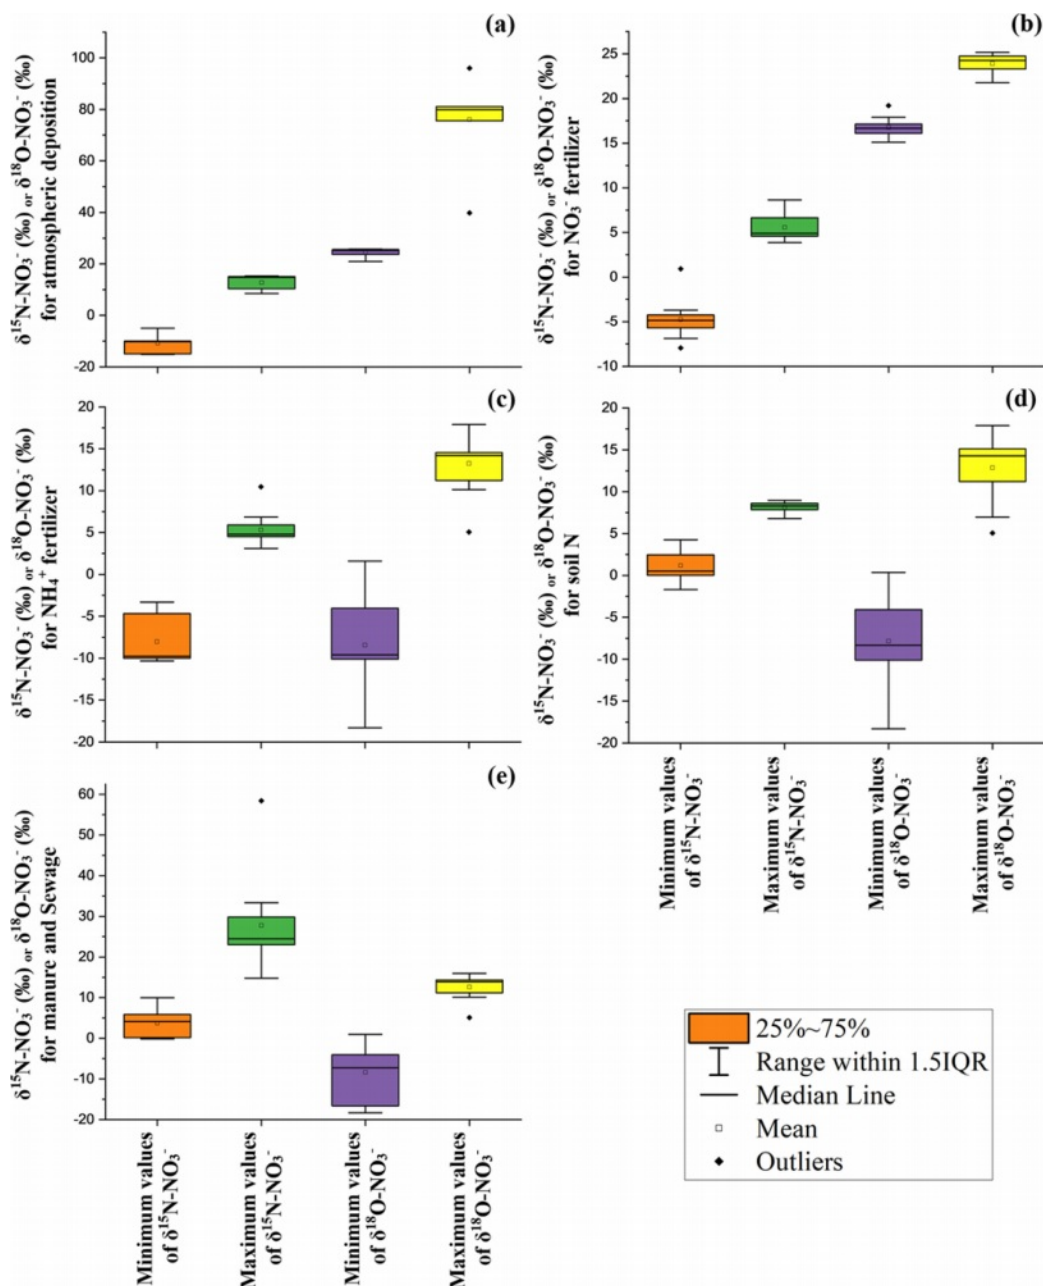 (a)
δ¹⁵N-NO₃⁻ (‰) or δ¹⁸O-NO₃⁻ (‰)
for atmospheric deposition
100
80
60
40
20
0
-20
(b)
δ¹⁵N-NO₃⁻ (‰) or δ¹⁸O-NO₃⁻ (‰)
for NO₃⁻ fertilizer
25
20
15
10
5
0
-5
-10
(c)
δ¹⁵N-NO₃⁻ (‰) or δ¹⁸O-NO₃⁻ (‰)
for NH₄⁺ fertilizer
20
15
10
5
0
-5
-10
-15
-20
(d)
δ¹⁵N-NO₃⁻ (‰) or δ¹⁸O-NO₃⁻ (‰)
for soil N
20
15
10
5
0
-5
-10
-15
-20
Minimum values
of δ¹⁵N-NO₃⁻
Maximum values
of δ¹⁵N-NO₃⁻
Minimum values
of δ¹⁸O-NO₃⁻
Maximum values
of δ¹⁸O-NO₃⁻
(e)
δ¹⁵N-NO₃⁻ (‰) or δ¹⁸O-NO₃⁻ (‰)
for manure and Sewage
60
50
40
30
20
10
0
-10
-20
Minimum values
of δ¹⁵N-NO₃⁻
Maximum values
of δ¹⁵N-NO₃⁻
Minimum values
of δ¹⁸O-NO₃⁻
Maximum values
of δ¹⁸O-NO₃⁻
25%~75%
Range within 1.5IQR
Median Line
Mean
Outliers